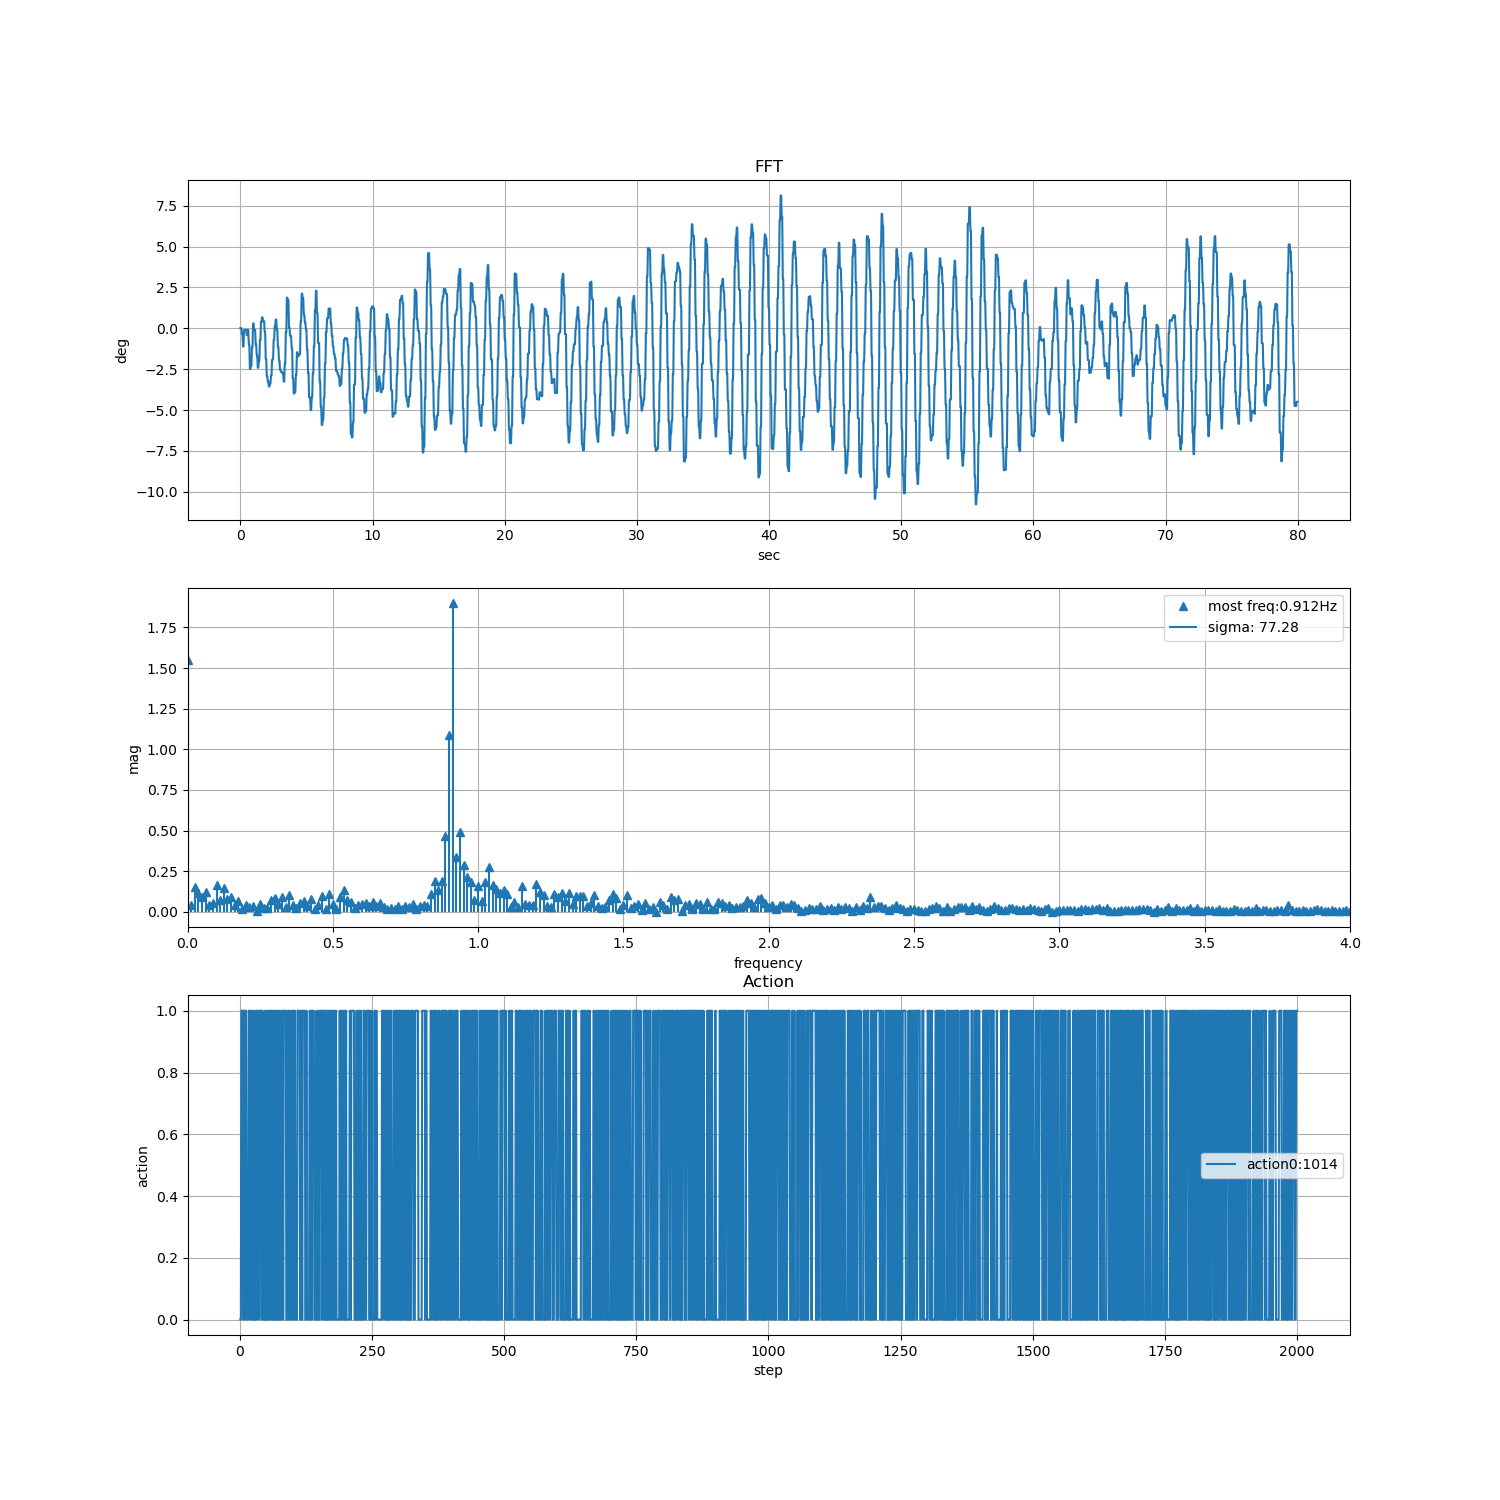 FFT
7.5
5.0
2.5
0.0
−2.5
−5.0
−7.5
−10.0
deg
0 10 20 30 40 50 60 70 80
sec
most freq:0.912Hz
sigma: 77.28
1.75
1.50
1.25
1.00
0.75
0.50
0.25
0.00
mag
0.0 0.5 1.0 1.5 2.0 2.5 3.0 3.5 4.0
frequency
Action
1.0
0.8
0.6
0.4
0.2
0.0
action
action0:1014
0 250 500 750 1000 1250 1500 1750 2000
step